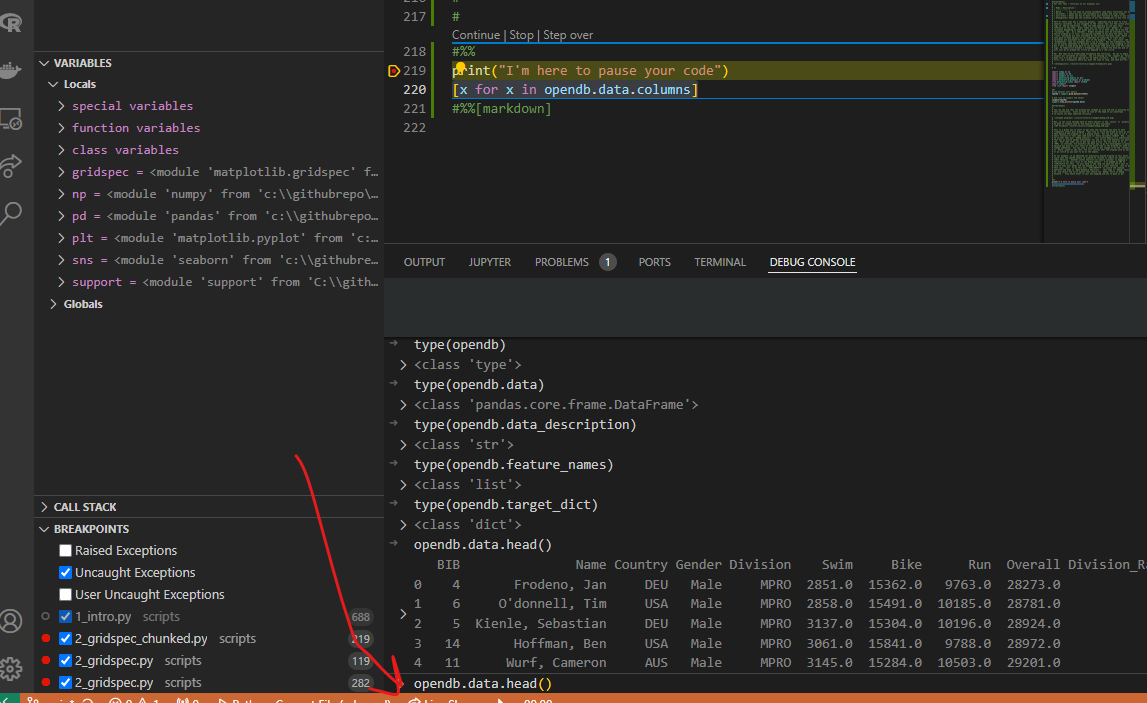 217 #
Continue | Stop | Step over
218 #%%
219 print("I'm here to pause your code")
220 [x for x in opendb.data.columns]
221 #%%[markdown]
222
VARIABLES
Locals
special variables
function variables
class variables
gridspec = <module 'matplotlib.gridspec' f…
np = <module 'numpy' from 'c:\\githubrepo\…
pd = <module 'pandas' from 'c:\\githubrepo…
plt = <module 'matplotlib.pyplot' from 'c:…
sns = <module 'seaborn' from 'c:\\githubre…
support = <module 'support' from 'C:\\gith…
Globals
CALL STACK
BREAKPOINTS
Raised Exceptions
Uncaught Exceptions
User Uncaught Exceptions
1_intro.py scripts 688
2_gridspec_chunked.py scripts 219
2_gridspec.py scripts 119
2_gridspec.py scripts 282
OUTPUT JUPYTER PROBLEMS 1 PORTS TERMINAL DEBUG CONSOLE
type(opendb)
<class 'type'>
type(opendb.data)
<class 'pandas.core.frame.DataFrame'>
type(opendb.data_description)
<class 'str'>
type(opendb.feature_names)
<class 'list'>
type(opendb.target_dict)
<class 'dict'>
opendb.data.head()
BIB Name Country Gender Division Swim Bike Run Overall Division_Ra
0 4 Frodeno, Jan DEU Male MPRO 2851.0 15362.0 9763.0 28273.0
1 6 O'donnell, Tim USA Male MPRO 2858.0 15491.0 10185.0 28781.0
2 5 Kienle, Sebastian DEU Male MPRO 3137.0 15304.0 10196.0 28924.0
3 14 Hoffman, Ben USA Male MPRO 3061.0 15841.0 9788.0 28972.0
4 11 Wurf, Cameron AUS Male MPRO 3145.0 15284.0 10503.0 29201.0
opendb.data.head()